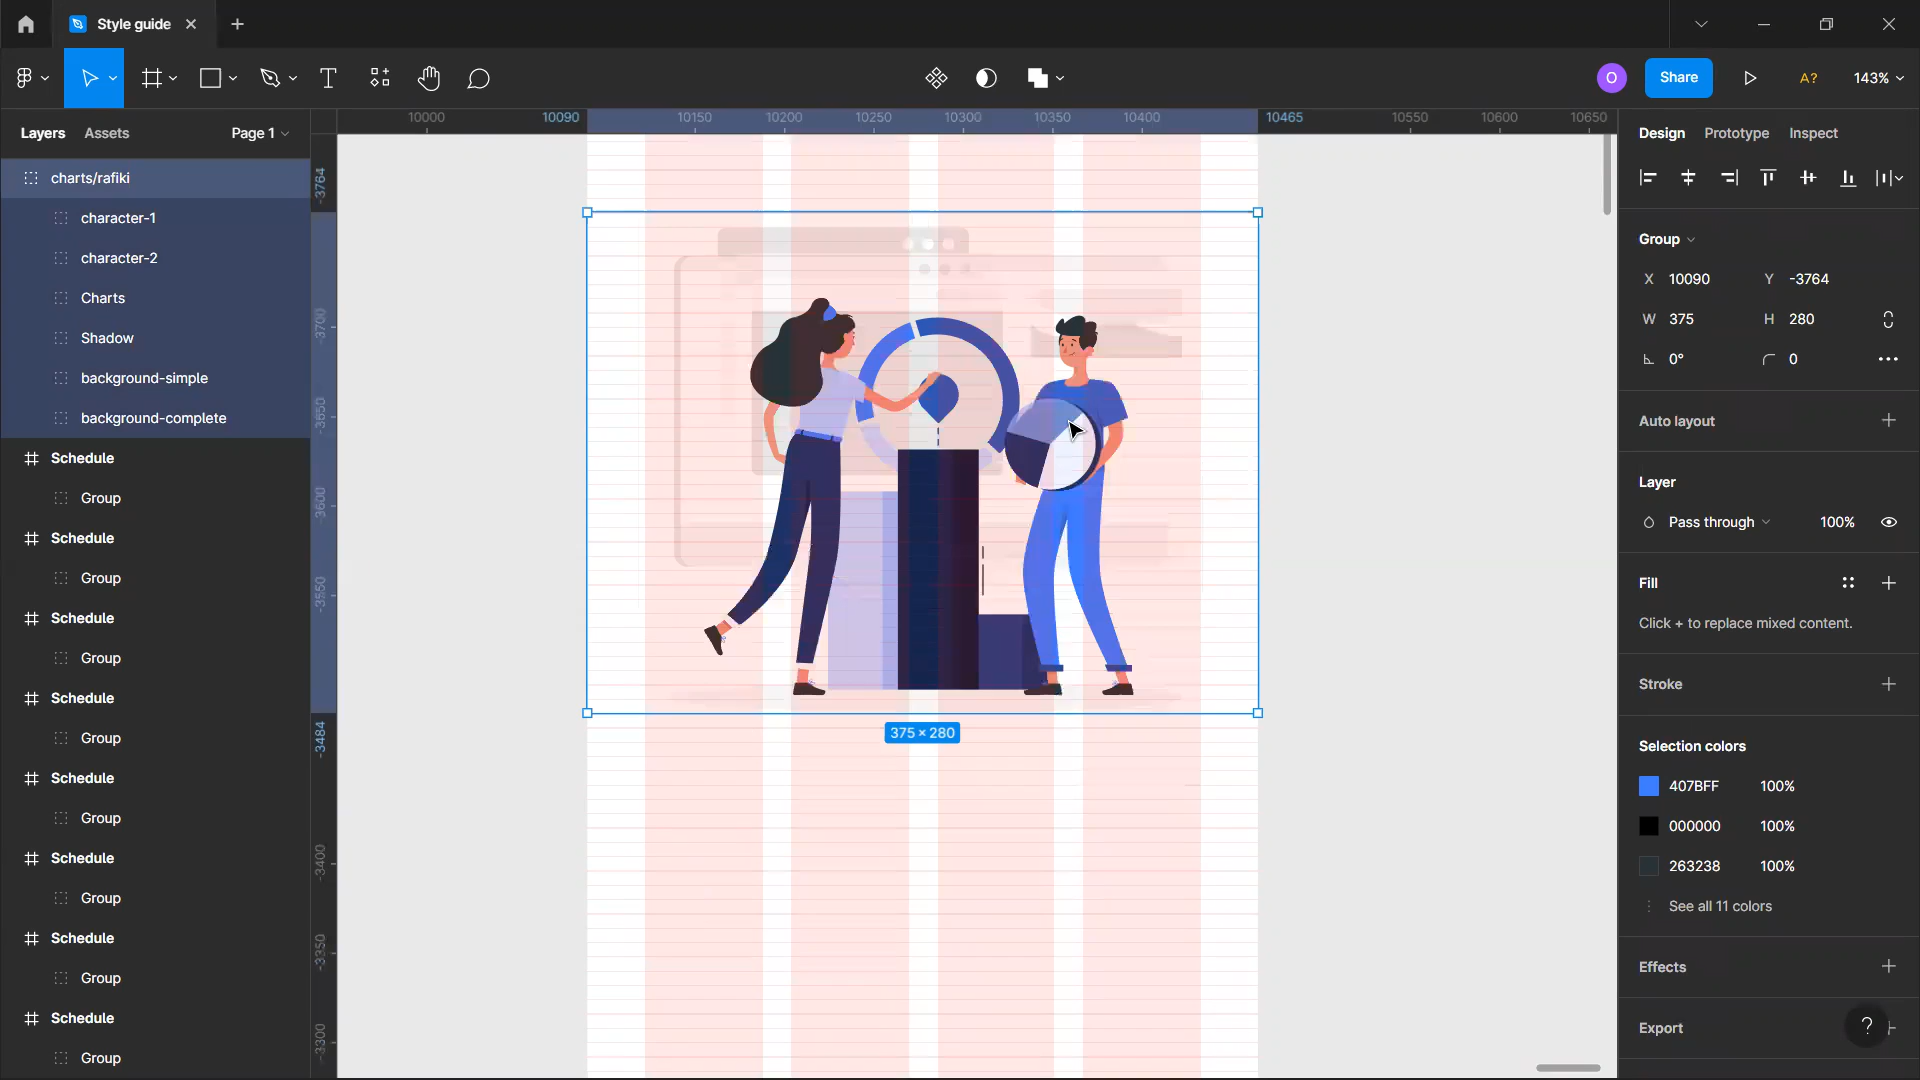 Style guide
Share
A?
143%
O
Layers
Assets
Page 1
charts/rafiki
character-1
character-2
Charts
Shadow
background-simple
background-complete
Schedule
Group
Schedule
Group
Schedule
Group
Schedule
Group
Schedule
Group
Schedule
Group
Schedule
Group
Schedule
Group
10000
10090
10150
10200
10250
10300
10350
10400
10465
10550
10600
10650
-3764
-3700
-3650
-3600
-3550
-3484
-3400
-3350
-3300
375 × 280
Design
Prototype
Inspect
Group
X 10090
Y -3764
W 375
H 280
0°
0
Auto layout
Layer
Pass through
100%
Fill
Click + to replace mixed content.
Stroke
Selection colors
407BFF 100%
000000 100%
263238 100%
See all 11 colors
Effects
Export
?